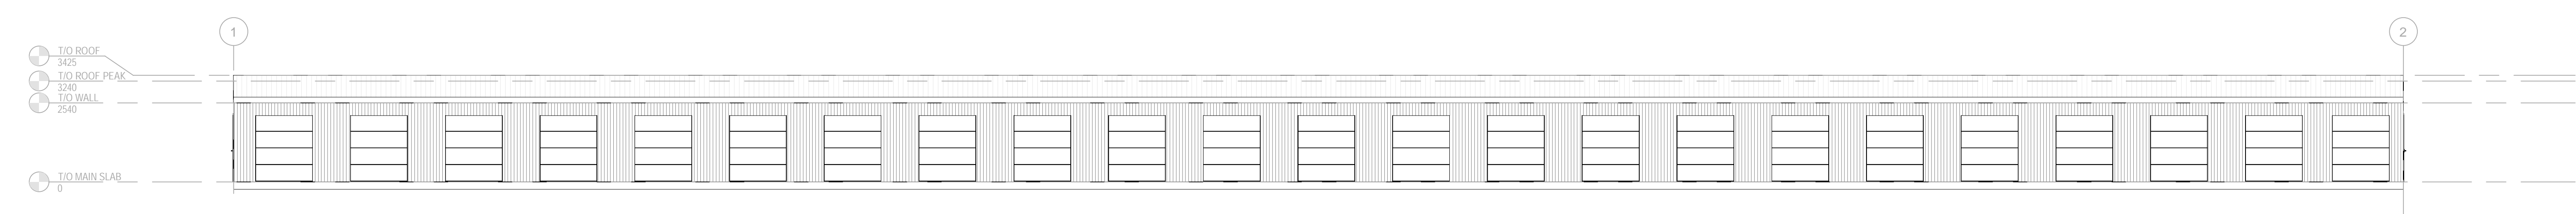 1
2
T/O ROOF
3425
T/O ROOF PEAK
3240
T/O WALL
2540
T/O MAIN SLAB
0